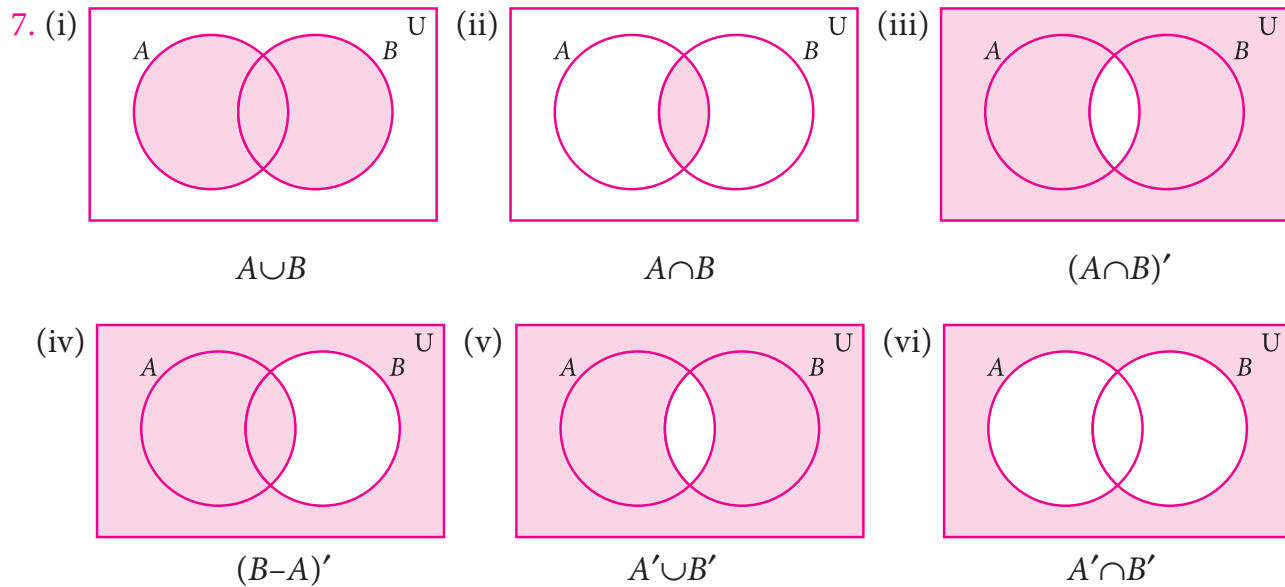 7. (i) U (ii) U (iii) U
A B A B A B
A∪B A∩B (A∩B)′
(iv) U (v) U (vi) U
A B A B A B
(B–A)′ A′∪B′ A′∩B′